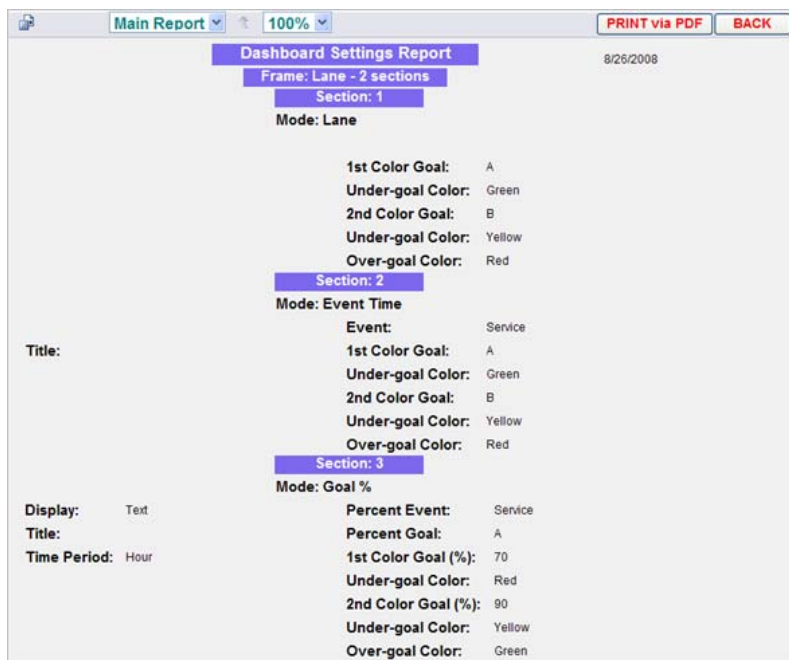 Main Report 100% PRINT via PDF BACK
Dashboard Settings Report 8/26/2008
Frame: Lane - 2 sections
Section: 1
Mode: Lane
1st Color Goal: A
Under-goal Color: Green
2nd Color Goal: B
Under-goal Color: Yellow
Over-goal Color: Red
Section: 2
Mode: Event Time
Event: Service
Title: 1st Color Goal: A
Under-goal Color: Green
2nd Color Goal: B
Under-goal Color: Yellow
Over-goal Color: Red
Section: 3
Mode: Goal %
Display: Text Percent Event: Service
Title: Percent Goal: A
Time Period: Hour 1st Color Goal (%): 70
Under-goal Color: Red
2nd Color Goal (%): 90
Under-goal Color: Yellow
Over-goal Color: Green